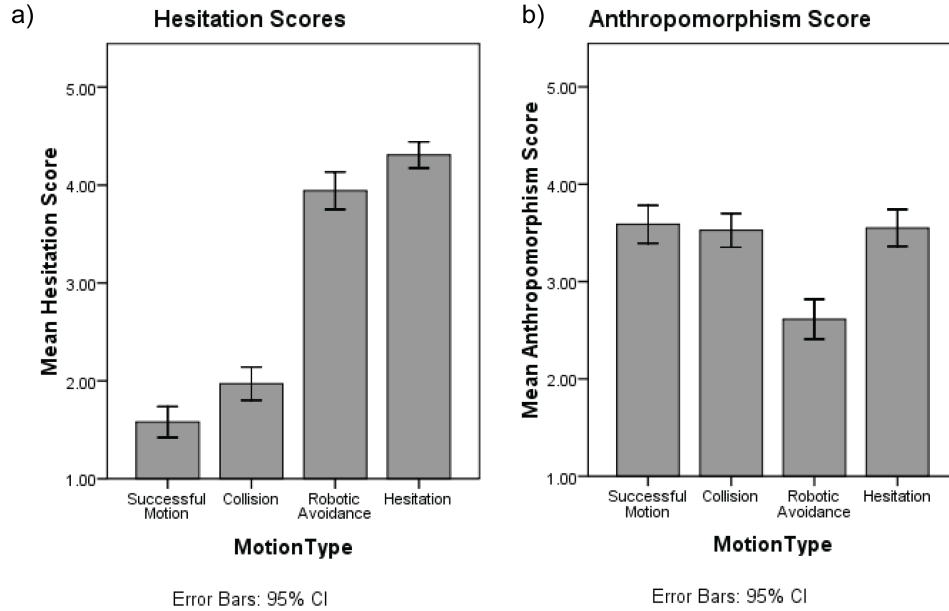 a)
Hesitation Scores
Mean Hesitation Score
5.00
4.00
3.00
2.00
1.00
Successful
Motion
Collision
Robotic
Avoidance
Hesitation
MotionType
Error Bars: 95% CI
b)
Anthropomorphism Score
Mean Anthropomorphism Score
5.00
4.00
3.00
2.00
1.00
Successful
Motion
Collision
Robotic
Avoidance
Hesitation
MotionType
Error Bars: 95% CI